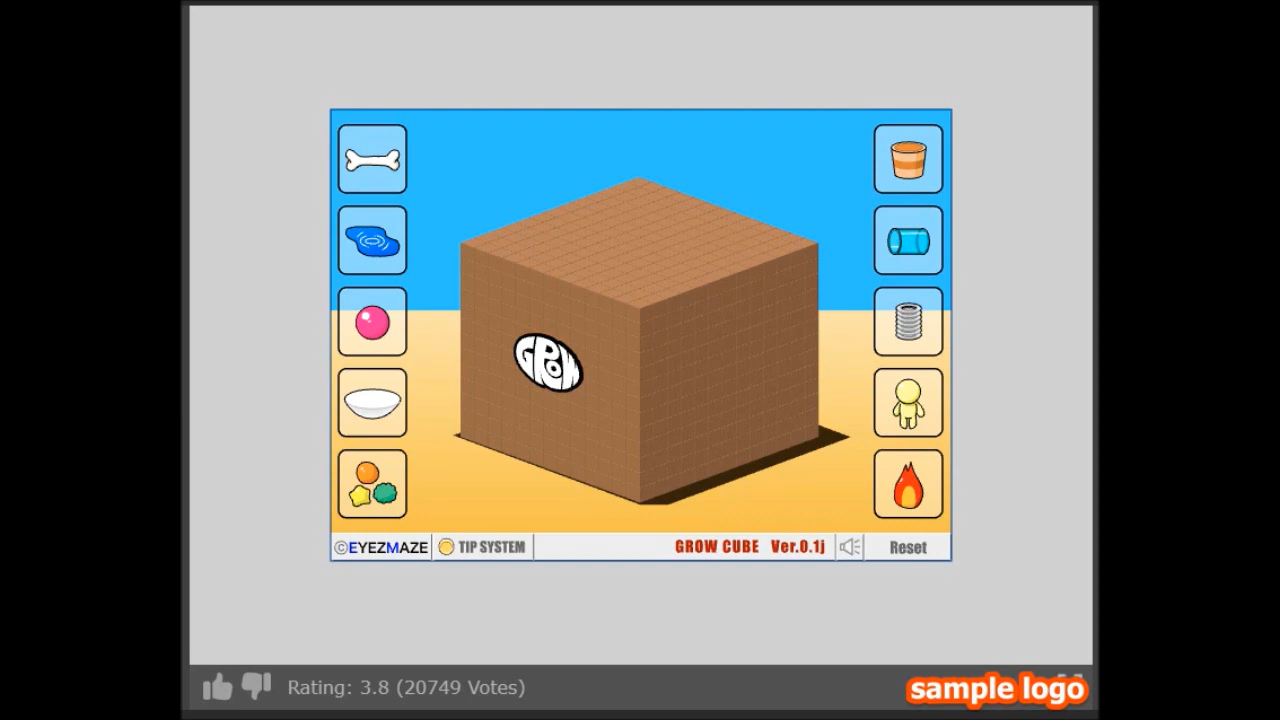 GROW
©EYEZMAZE
TIP SYSTEM
GROW CUBE Ver.0.1j
Reset
Rating: 3.8 (20749 Votes)
sample logo